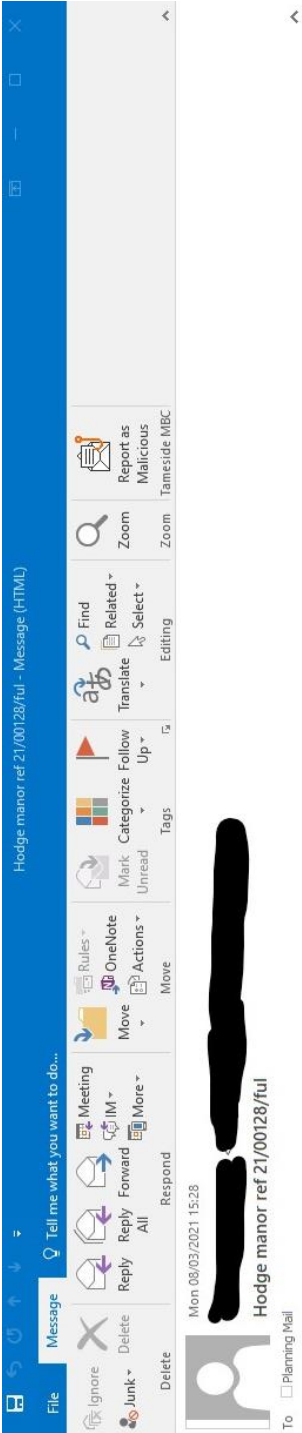 Hodge manor ref 21/00128/ful - Message (HTML)
File Message Tell me what you want to do...
Ignore
Junk
Delete
Reply
Reply All
Forward
Meeting
IM
More
Move
Rules
OneNote
Actions
Mark Unread
Categorize
Follow Up
Translate
Find
Related
Select
Zoom
Report as Malicious
Delete Respond Move Tags Editing Zoom Tameside MBC
Mon 08/03/2021 15:28
Hodge manor ref 21/00128/ful
To Planning Mail